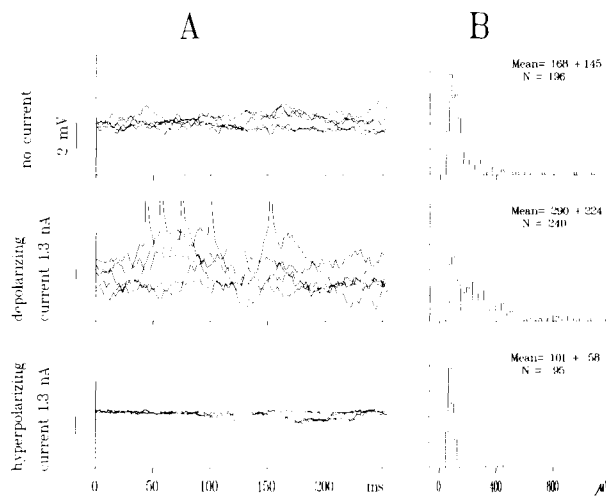 A
B
no current
2 mV
Mean= 168 + 145
N = 196
depolarizing
current 1.3 nA
Mean= 290 + 224
N = 240
hyperpolarizing
current 1.3 nA
Mean= 101 + 58
N = 95
0 50 100 150 200 ms
0 400 800